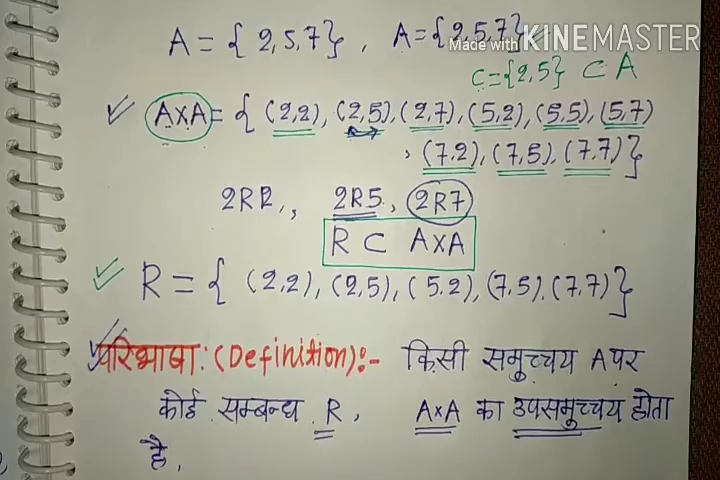 A = { 2,5,7} , A={2,5,7}
Made with KINEMASTER
C={2,5} ⊂ A
A×A = { (2,2), (2,5), (2,7), (5,2), (5,5), (5,7)
, (7,2), (7,5), (7,7)}
2R2,, 2R5, 2R7
R ⊂ A×A
R = { (2,2), (2,5), (5.2), (7,5). (7,7)}
परिभाषा: (Definition):- किसी समुच्चय A पर
कोई सम्बन्ध R, A×A का उपसमुच्चय होता
है.